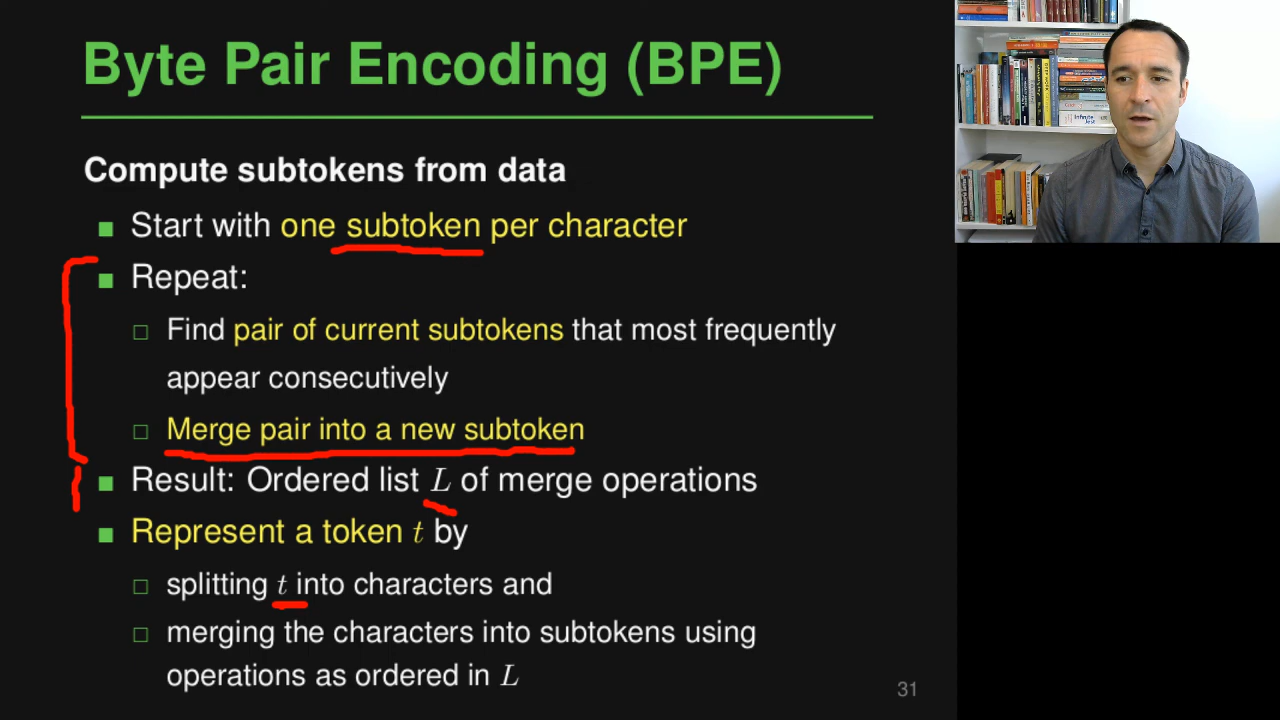 Byte Pair Encoding (BPE)
Compute subtokens from data
Start with one subtoken per character
Repeat:
Find pair of current subtokens that most frequently
appear consecutively
Merge pair into a new subtoken
Result: Ordered list L of merge operations
Represent a token t by
splitting t into characters and
merging the characters into subtokens using
operations as ordered in L
31
Infinite
Jest